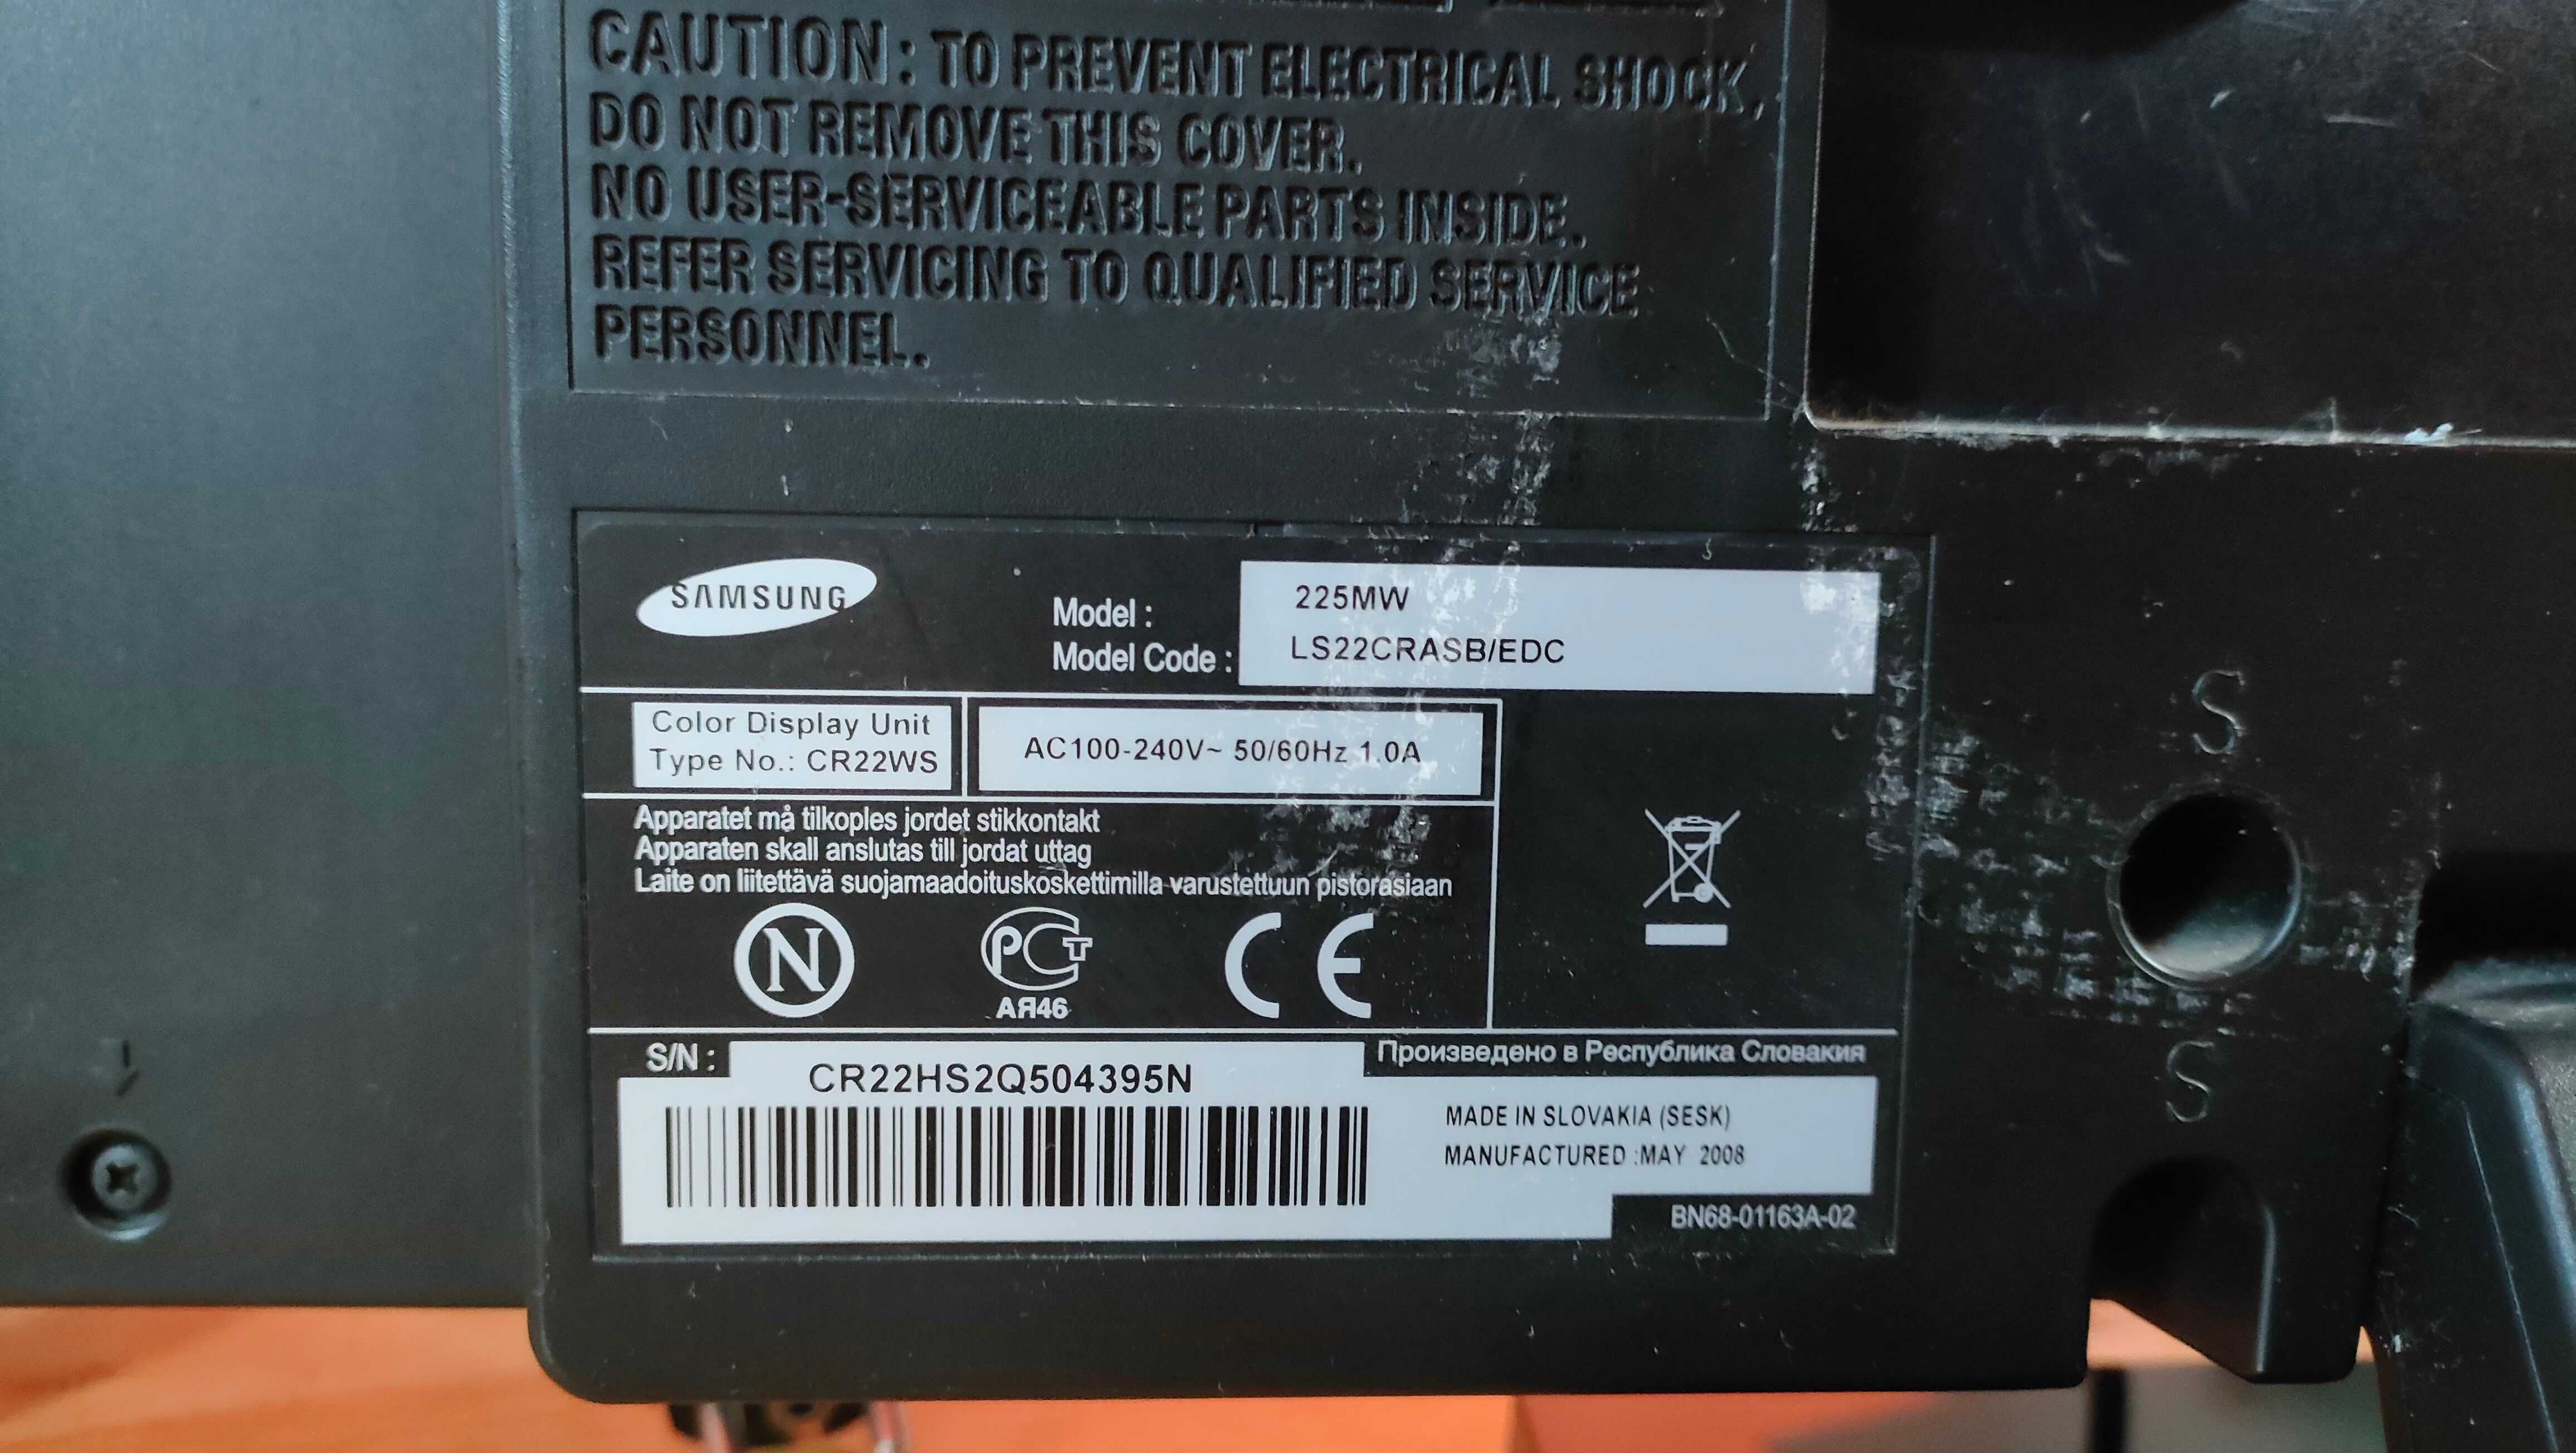 CAUTION: TO PREVENT ELECTRICAL SHOCK,
DO NOT REMOVE THIS COVER.
NO USER-SERVICEABLE PARTS INSIDE.
REFER SERVICING TO QUALIFIED SERVICE
PERSONNEL.
SAMSUNG
Model : 225MW
Model Code : LS22CRASB/EDC
Color Display Unit
Type No.: CR22WS
AC100-240V~ 50/60Hz 1.0A
Apparatet må tilkoples jordet stikkontakt
Apparaten skall anslutas till jordat uttag
Laite on liitettävä suojamaadoituskoskettimilla varustettuun pistorasiaan
N
РСТ
АЯ46
CE
S/N : CR22HS2Q504395N
Произведено в Республика Словакия
MADE IN SLOVAKIA (SESK)
MANUFACTURED :MAY 2008
BN68-01163A-02
S
S